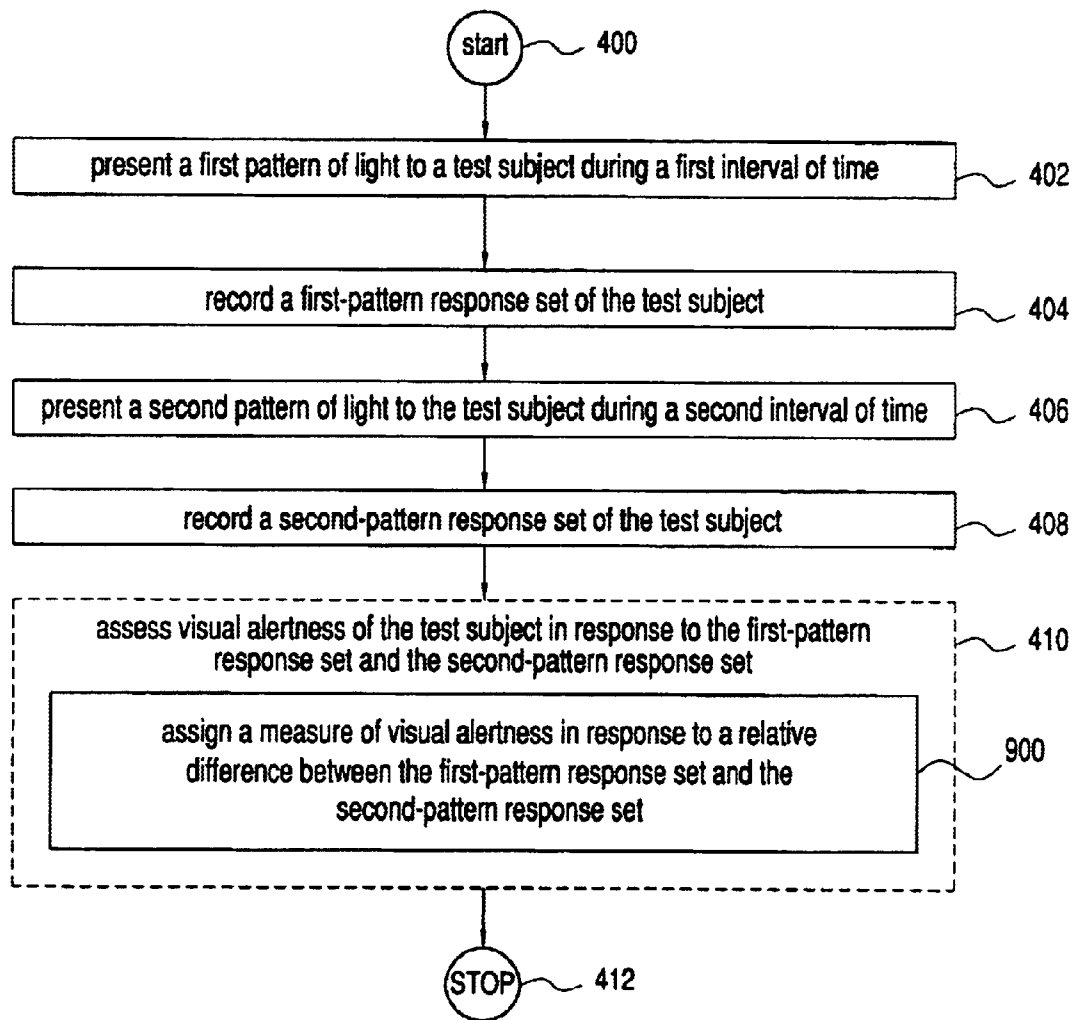 start
400
present a first pattern of light to a test subject during a first interval of time
402
record a first-pattern response set of the test subject
404
present a second pattern of light to the test subject during a second interval of time
406
record a second-pattern response set of the test subject
408
assess visual alertness of the test subject in response to the first-pattern
response set and the second-pattern response set
410
assign a measure of visual alertness in response to a relative
difference between the first-pattern response set and the
second-pattern response set
900
STOP
412